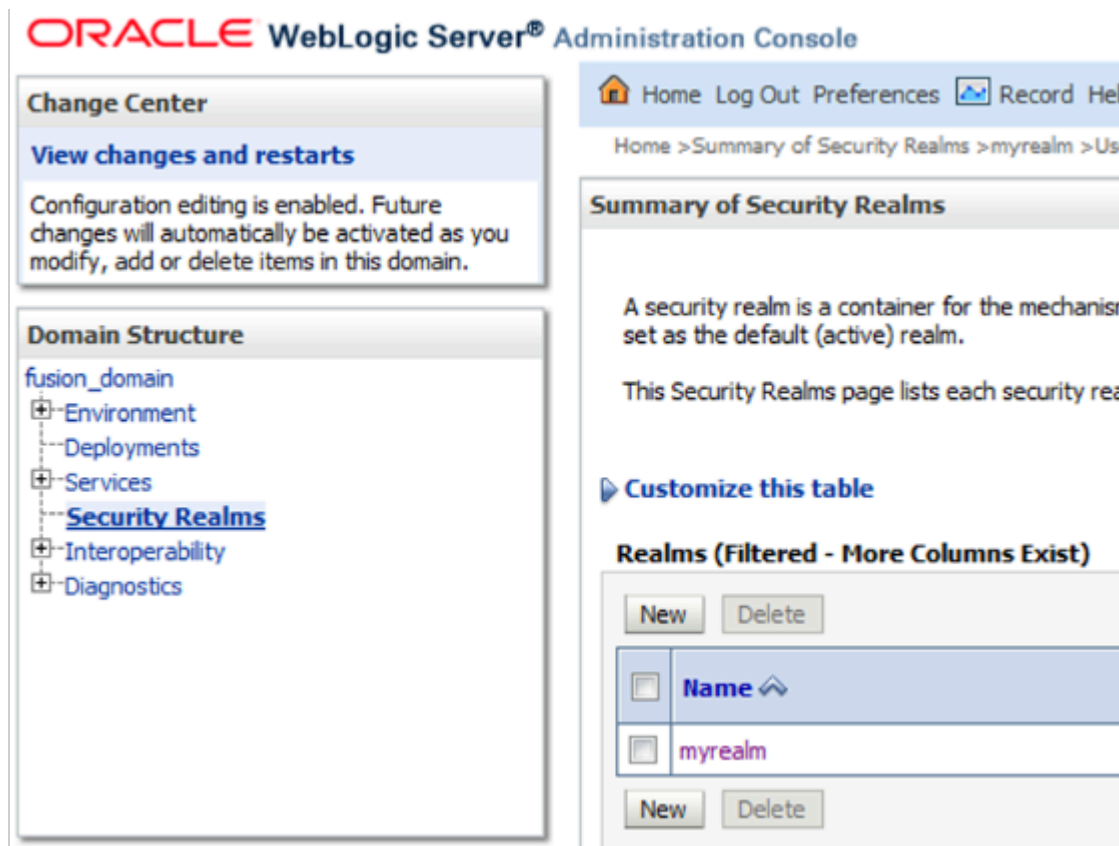 ORACLE WebLogic Server® Administration Console
Change Center
View changes and restarts
Configuration editing is enabled. Future
changes will automatically be activated as you
modify, add or delete items in this domain.
Domain Structure
fusion_domain
Environment
Deployments
Services
Security Realms
Interoperability
Diagnostics
Home Log Out Preferences Record Hel
Home >Summary of Security Realms >myrealm >Us
Summary of Security Realms
A security realm is a container for the mechanis
set as the default (active) realm.
This Security Realms page lists each security rea
Customize this table
Realms (Filtered - More Columns Exist)
New Delete
Name
myrealm
New Delete